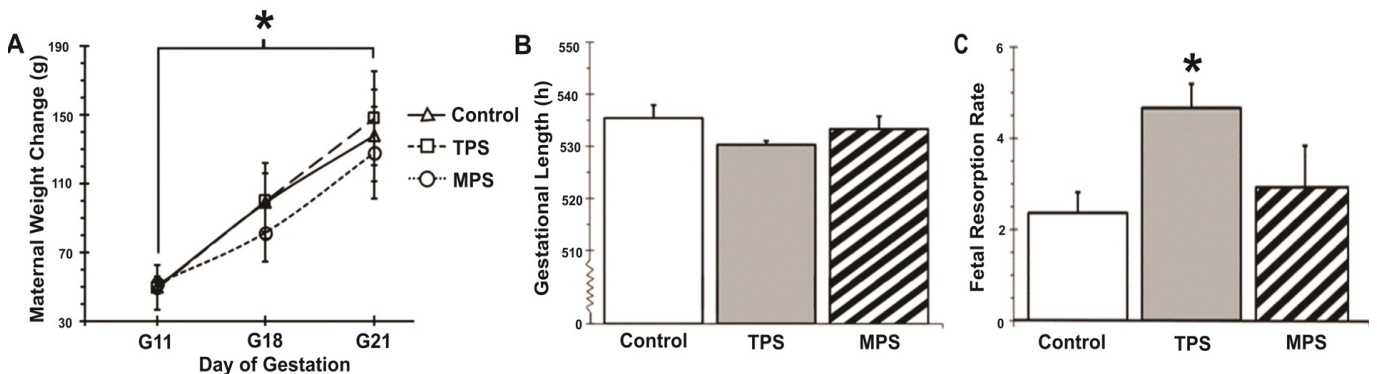 A
*
Maternal Weight Change (g)
190
150
110
70
30
G11 G18 G21
Day of Gestation
Control
TPS
MPS
B
Gestational Length (h)
550
540
530
520
510
0
Control TPS MPS
C
*
Fetal Resorption Rate
6
4
2
0
Control TPS MPS